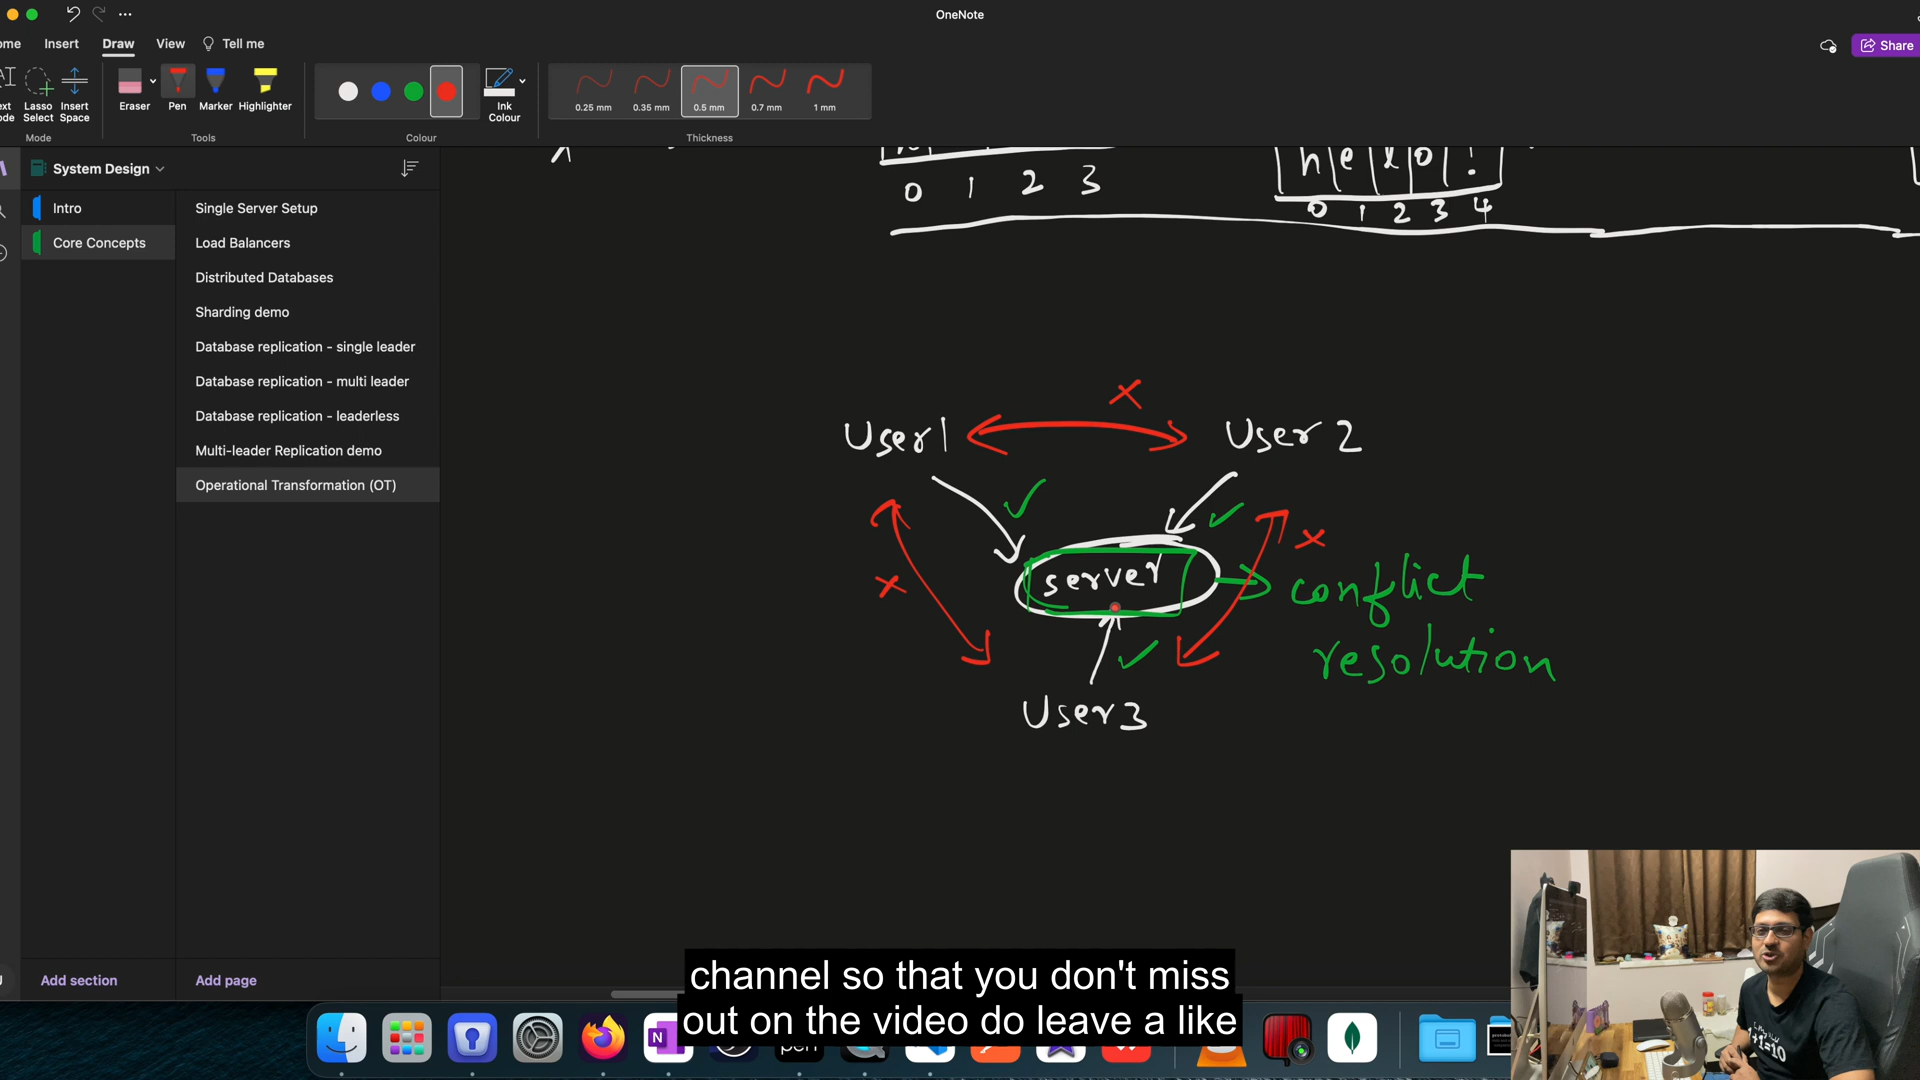 OneNote
Insert
Draw
View
Tell me
Share
Eraser
Pen
Marker
Highlighter
Lasso
Select
Insert
Space
Ink
Colour
0.25 mm
0.35 mm
0.5 mm
0.7 mm
1 mm
Mode
Tools
Colour
Thickness
System Design
Intro
Core Concepts
Single Server Setup
Load Balancers
Distributed Databases
Sharding demo
Database replication - single leader
Database replication - multi leader
Database replication - leaderless
Multi-leader Replication demo
Operational Transformation (OT)
Add section
Add page
0 1 2 3
h e l o !
0 1 2 3 4
User 1
User 2
server
conflict
resolution
User 3
channel so that you don't miss
out on the video do leave a like
1+1=10